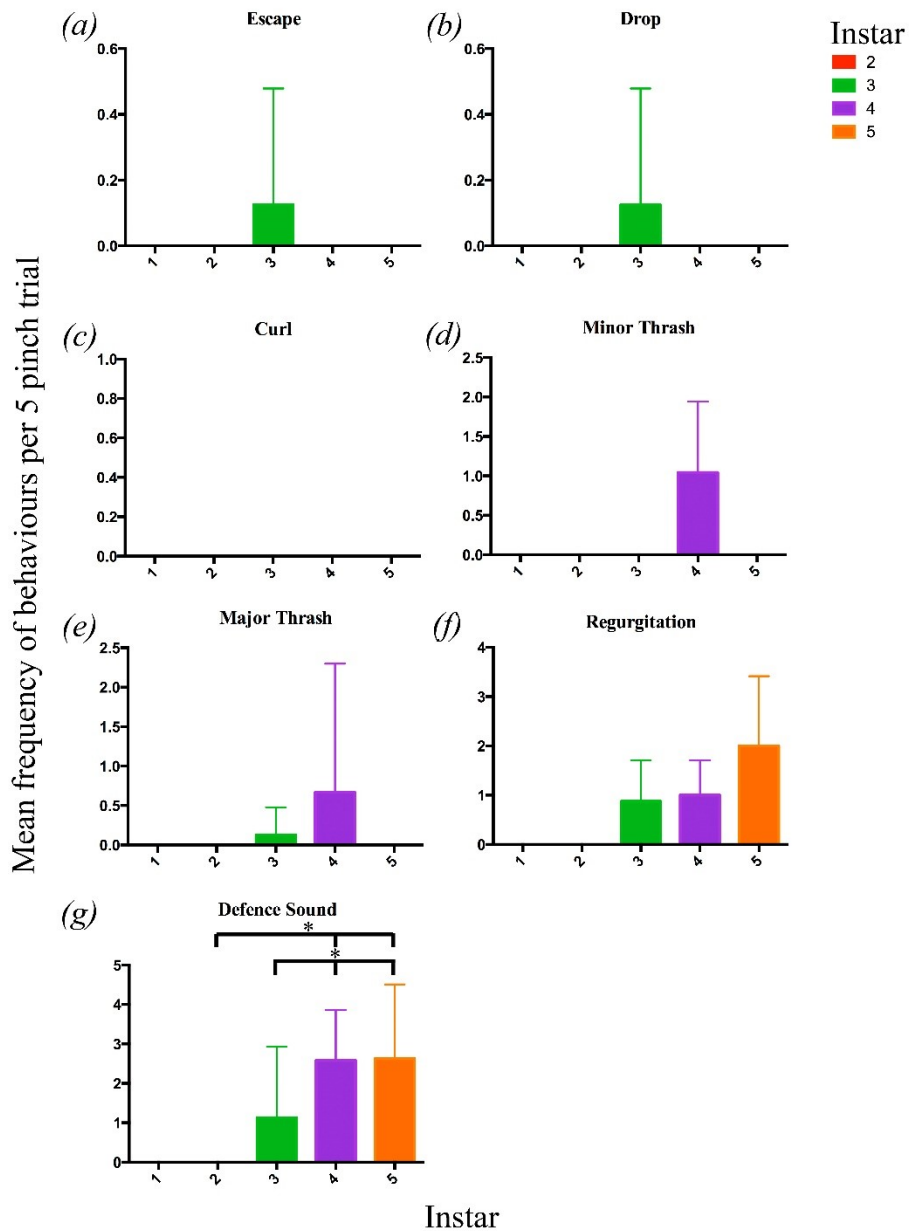 (a)
Escape
0.6
0.4
0.2
0.0
1 2 3 4 5
(b)
Drop
0.6
0.4
0.2
0.0
1 2 3 4 5
Instar
2
3
4
5
Mean frequency of behaviours per 5 pinch trial
(c)
Curl
1.0
0.8
0.6
0.4
0.2
0.0
1 2 3 4 5
(d)
Minor Thrash
2.5
2.0
1.5
1.0
0.5
0.0
1 2 3 4 5
(e)
Major Thrash
2.5
2.0
1.5
1.0
0.5
0.0
1 2 3 4 5
(f)
Regurgitation
4
3
2
1
0
1 2 3 4 5
(g)
Defence Sound
*
*
5
4
3
2
1
0
1 2 3 4 5
Instar